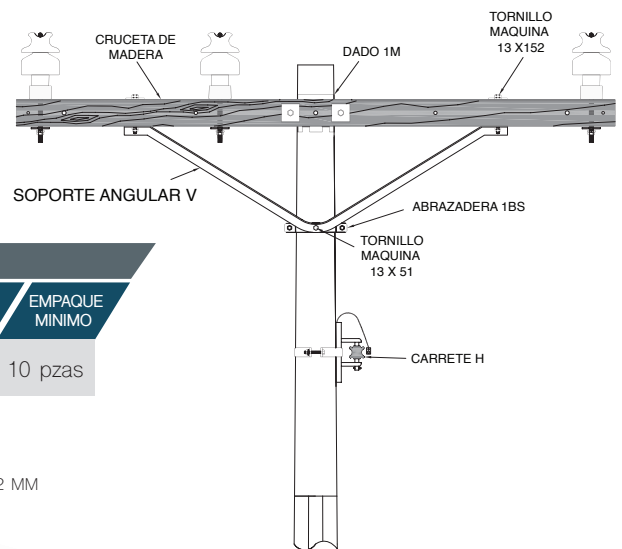 TORNILLO
MAQUINA
13 X152
CRUCETA DE
MADERA
DADO 1M
SOPORTE ANGULAR V
ABRAZADERA 1BS
TORNILLO
MAQUINA
13 X 51
EMPAQUE
MINIMO
10 pzas
CARRETE H
2 MM